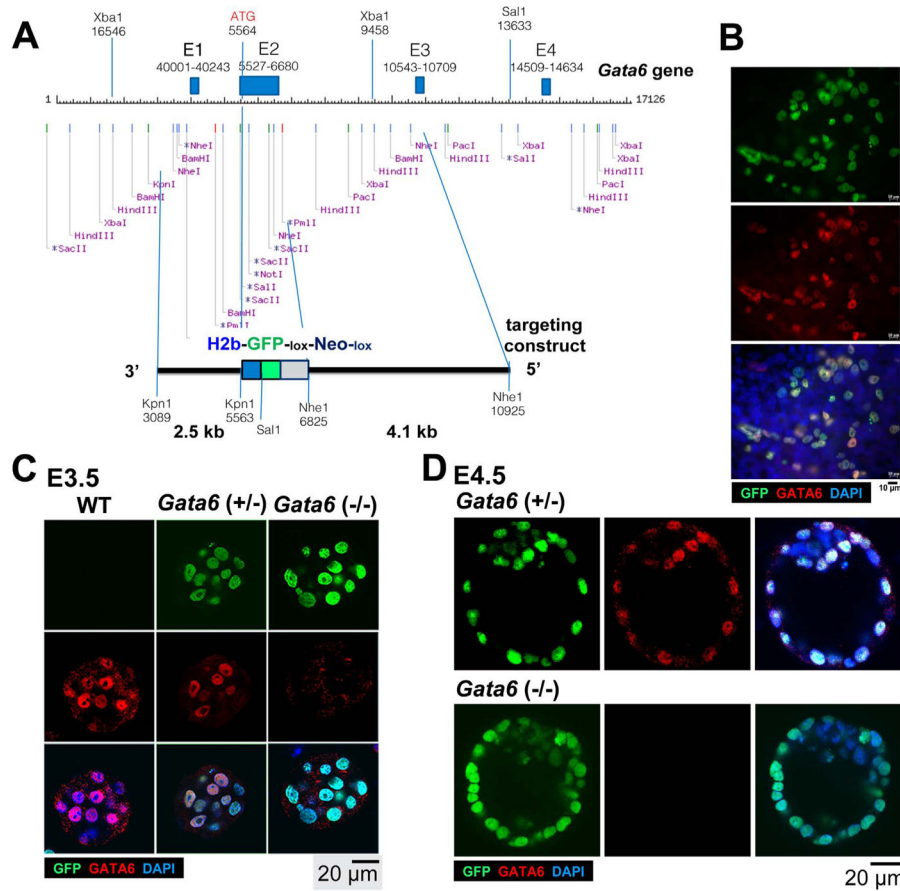 A
Xba1
16546
ATG
5564
Xba1
9458
Sal1
13633
E1
40001-40243
E2
5527-6680
E3
10543-10709
E4
14509-14634
Gata6 gene
1
17126
*NheI
BamHI
NheI
KpnI
BamHI
HindIII
XbaI
HindIII
*SacII
NheI
BamHI
HindIII
XbaI
PacI
HindIII
*PmlI
NheI
*SacII
*SacII
*NotI
*SalI
*SacII
BamHI
*PmlI
PacI
HindIII
XbaI
*SalI
XbaI
XbaI
HindIII
PacI
HindIII
*NheI
H2b-GFP-lox-Neo-lox
targeting
construct
3’
5’
Kpn1
3089
Kpn1
5563
Sal1
Nhe1
6825
Nhe1
10925
2.5 kb
4.1 kb
B
10 µm
GFP GATA6 DAPI
C
E3.5
WT
Gata6 (+/-)
Gata6 (-/-)
GFP GATA6 DAPI
20 µm
D
E4.5
Gata6 (+/-)
Gata6 (-/-)
GFP GATA6 DAPI
20 µm